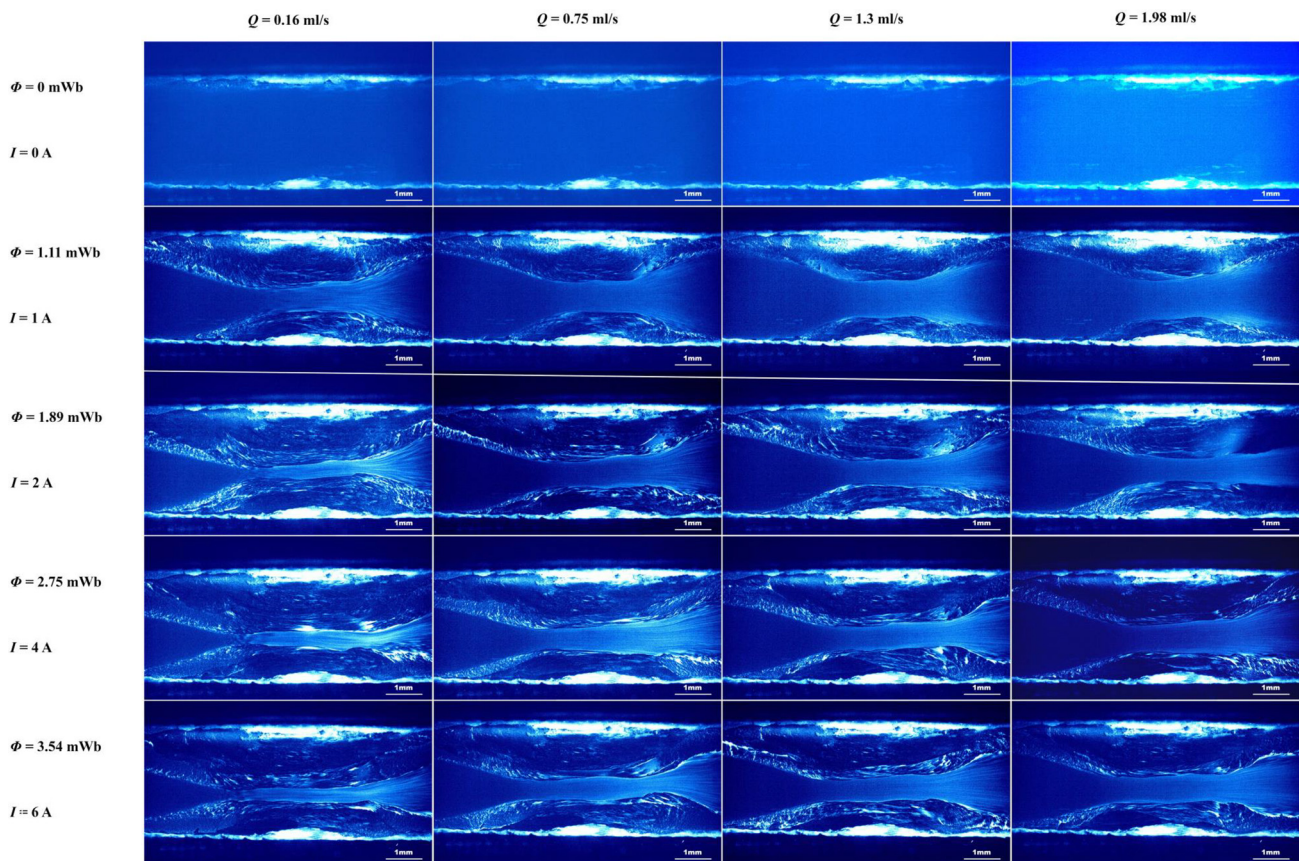 Q = 0.16 ml/s Q = 0.75 ml/s Q = 1.3 ml/s Q = 1.98 ml/s
Φ = 0 mWb
I = 0 A
1mm 1mm 1mm 1mm
Φ = 1.11 mWb
I = 1 A
1mm 1mm 1mm 1mm
Φ = 1.89 mWb
I = 2 A
1mm 1mm 1mm 1mm
Φ = 2.75 mWb
I = 4 A
1mm 1mm 1mm 1mm
Φ = 3.54 mWb
I = 6 A
1mm 1mm 1mm 1mm